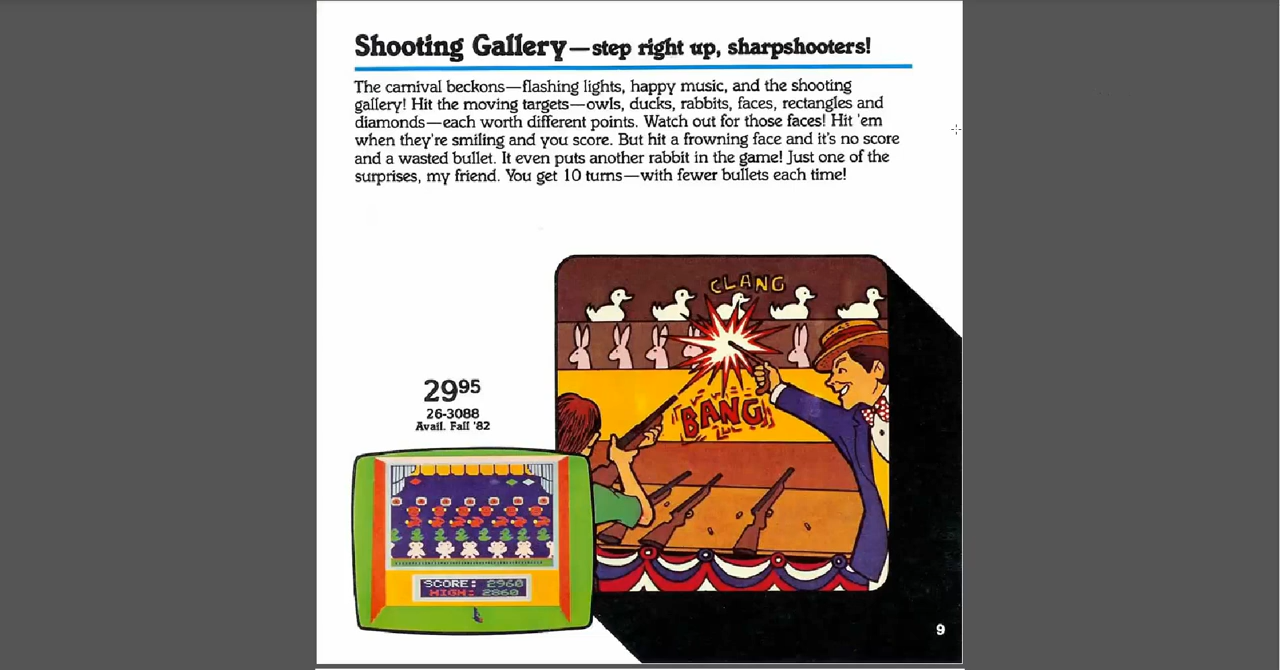 Shooting Gallery—step right up, sharpshooters!
The carnival beckons—flashing lights, happy music, and the shooting
gallery! Hit the moving targets—owls, ducks, rabbits, faces, rectangles and
diamonds—each worth different points. Watch out for those faces! Hit 'em
when they're smiling and you score. But hit a frowning face and it's no score
and a wasted bullet. It even puts another rabbit in the game! Just one of the
surprises, my friend. You get 10 turns—with fewer bullets each time!
CLANG
BANG
29⁹⁵
26-3088
Avail. Fall '82
SCORE: 2960
HIGH: 2860
9